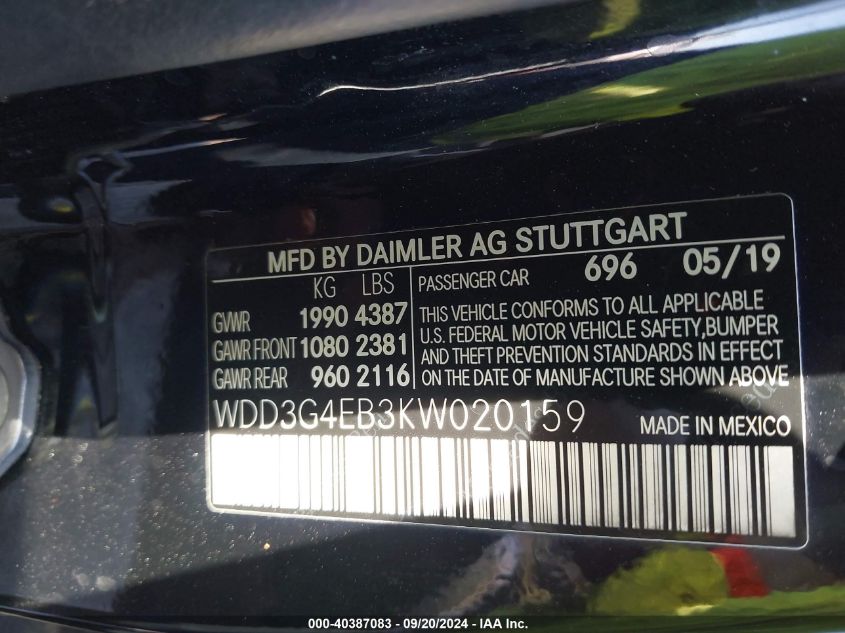 MFD BY DAIMLER AG STUTTGART
KG LBS
GVWR 1990 4387
GAWR FRONT 1080 2381
GAWR REAR 960 2116
PASSENGER CAR 696 05/19
THIS VEHICLE CONFORMS TO ALL APPLICABLE
U.S. FEDERAL MOTOR VEHICLE SAFETY,BUMPER
AND THEFT PREVENTION STANDARDS IN EFFECT
ON DATE OF MANUFACTURE SHOWN ABOVE
WDD3G4EB3KW020159 MADE IN MEXICO
000-40387083 - 09/20/2024 - IAA Inc.